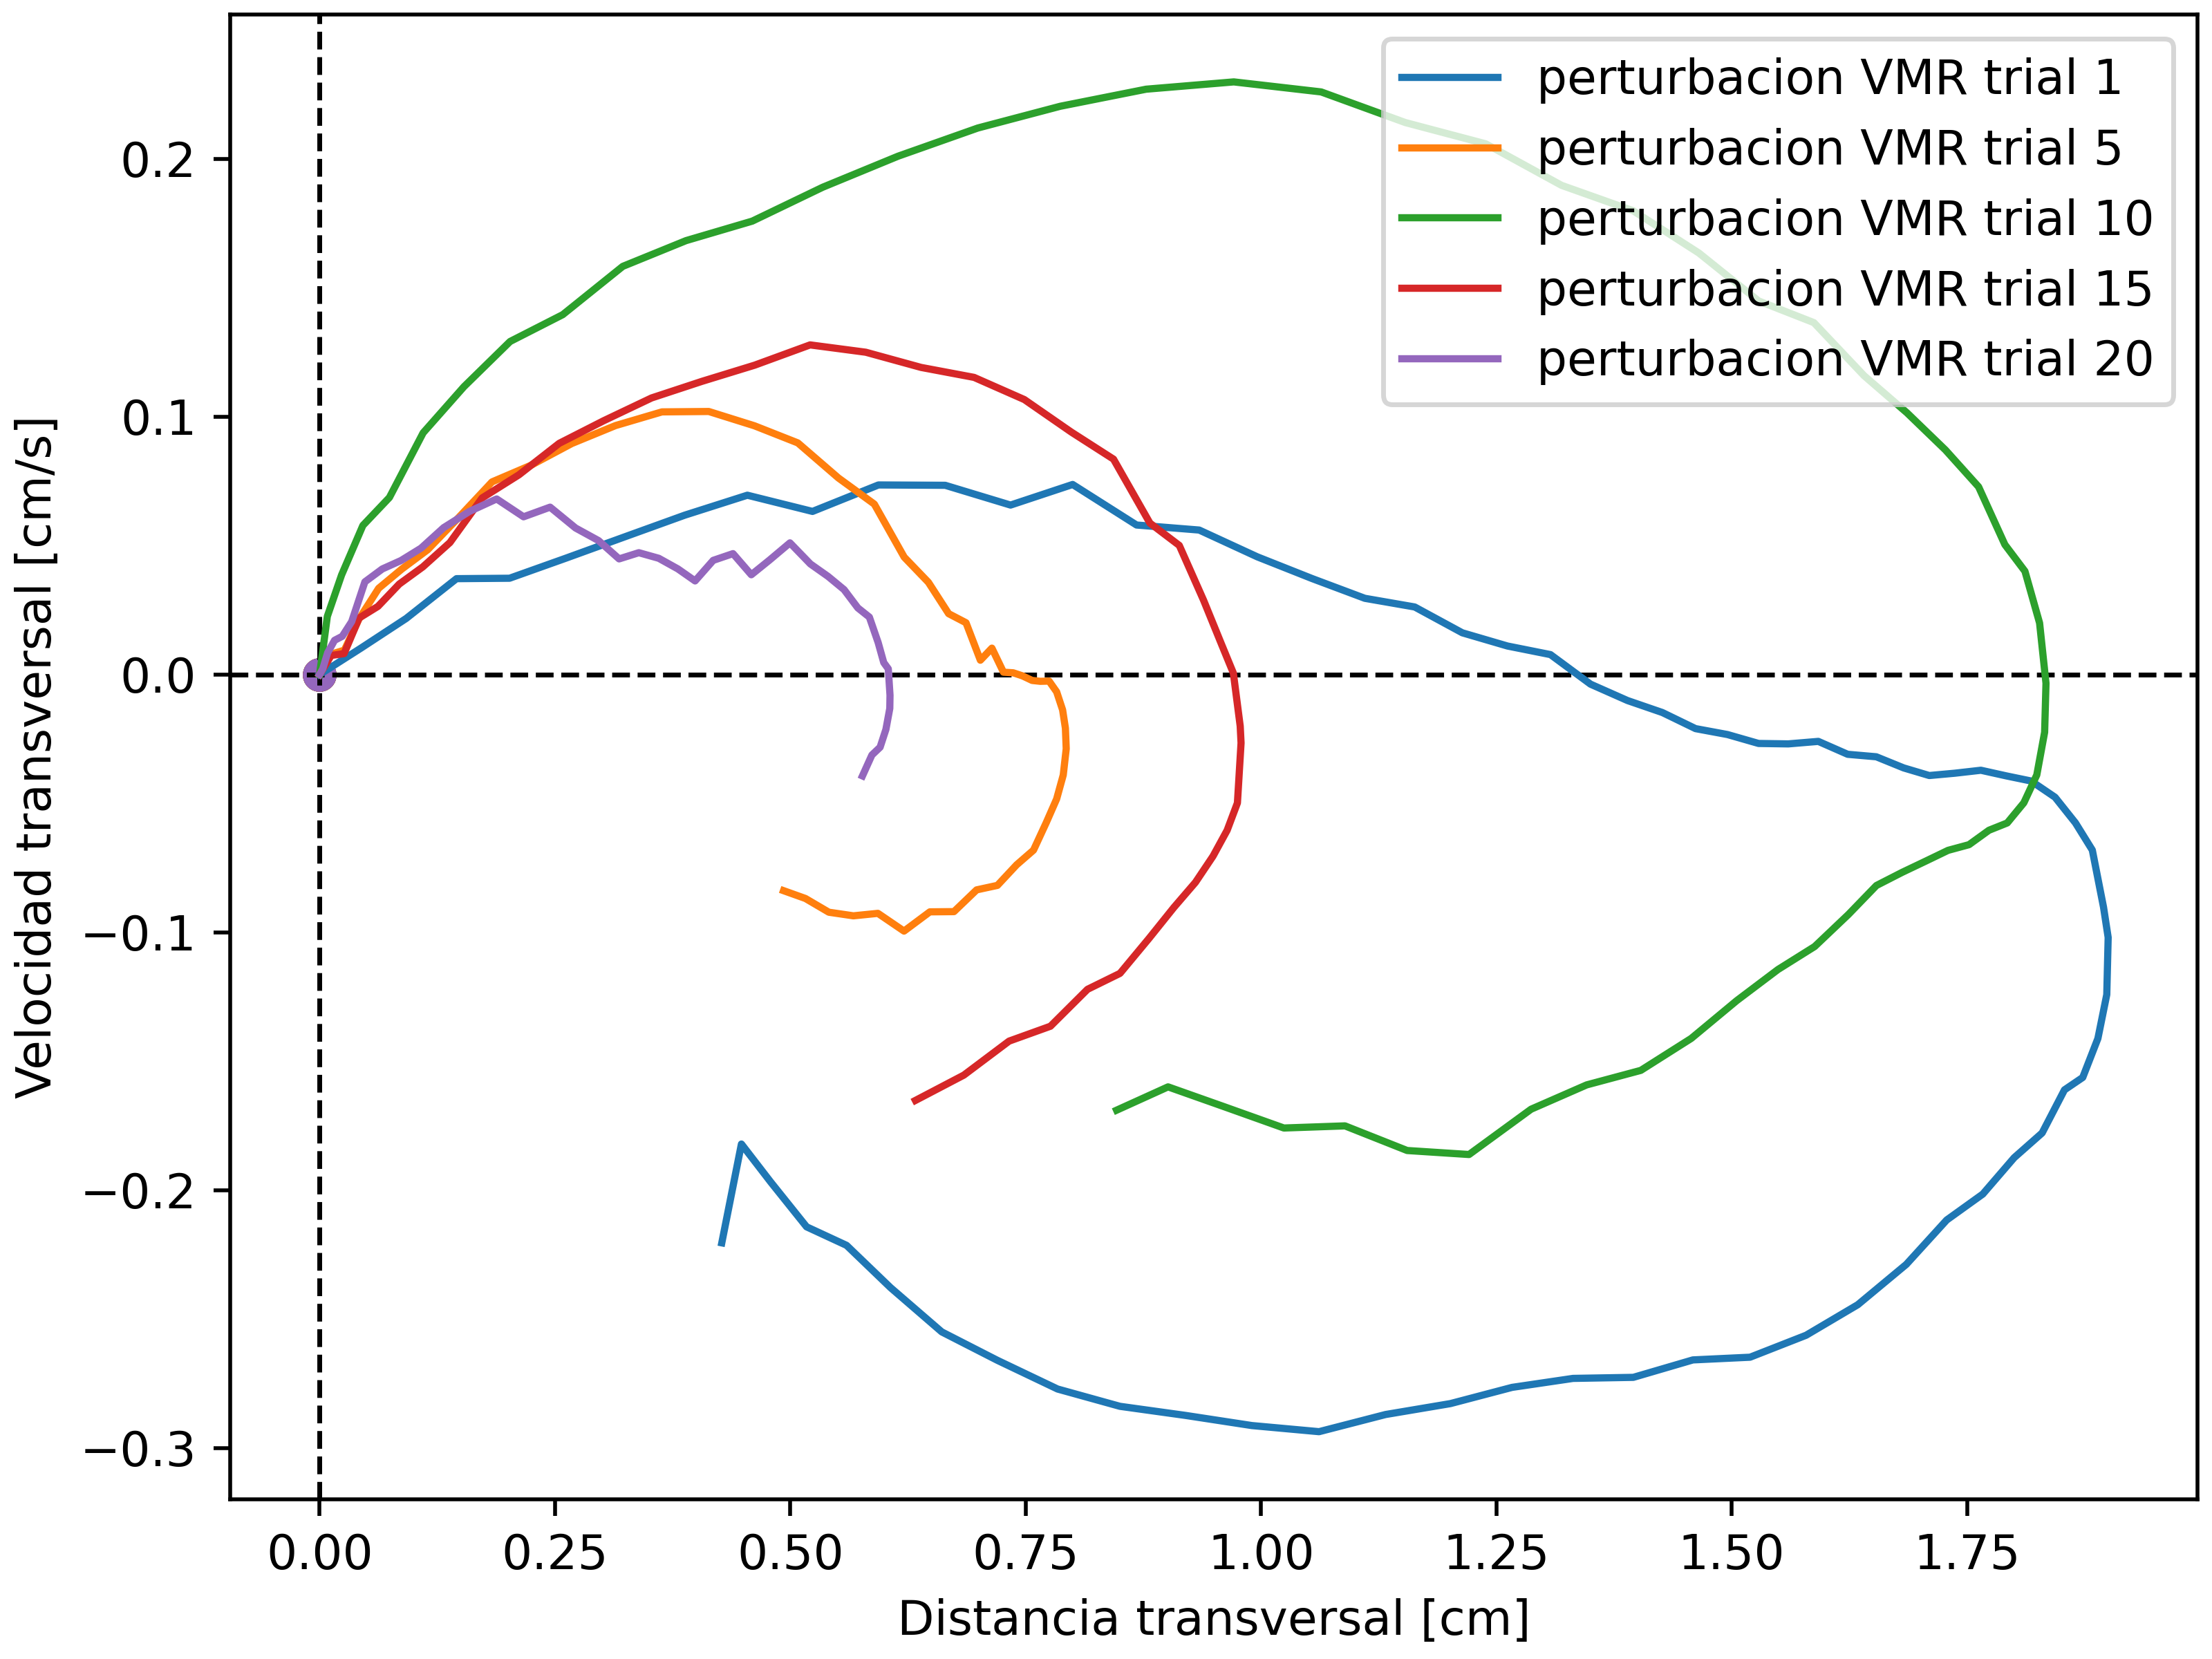 perturbacion VMR trial 1
perturbacion VMR trial 5
perturbacion VMR trial 10
perturbacion VMR trial 15
perturbacion VMR trial 20
Velocidad transversal [cm/s]
0.2
0.1
0.0
−0.1
−0.2
−0.3
0.00 0.25 0.50 0.75 1.00 1.25 1.50 1.75
Distancia transversal [cm]